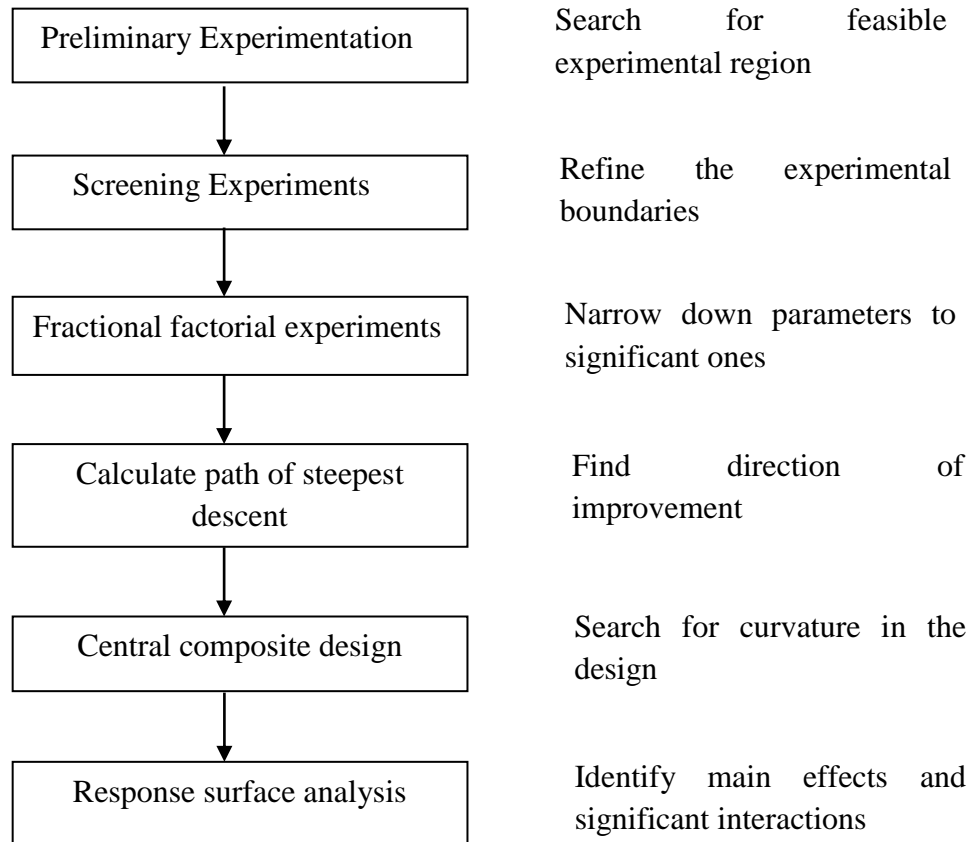 Preliminary Experimentation
Search for feasible
experimental region
Screening Experiments
Refine the experimental
boundaries
Fractional factorial experiments
Narrow down parameters to
significant ones
Calculate path of steepest
descent
Find direction of
improvement
Central composite design
Search for curvature in the
design
Response surface analysis
Identify main effects and
significant interactions